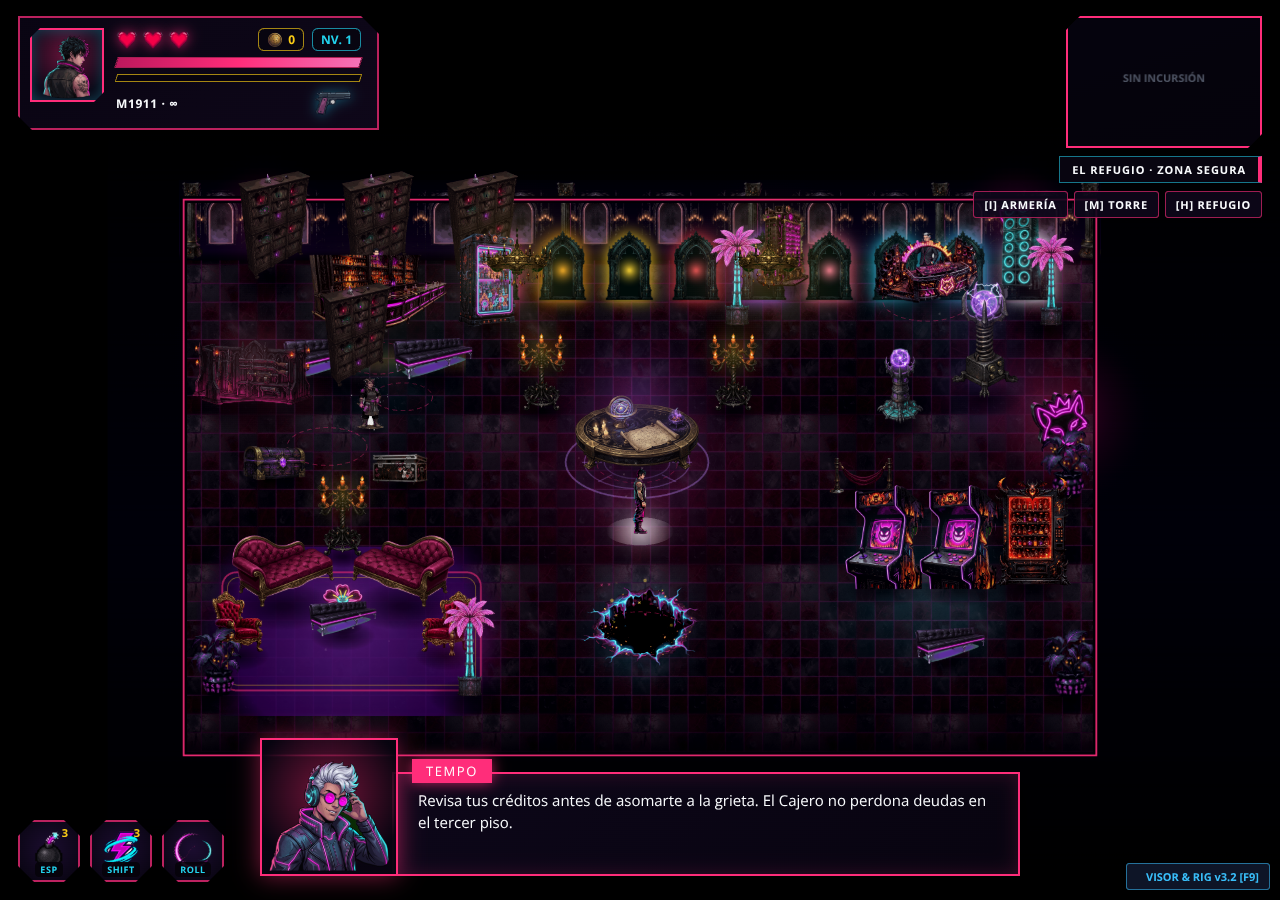 0
NV. 1
M1911 · ∞
SIN INCURSIÓN
EL REFUGIO · ZONA SEGURA
[I] ARMERÍA
[M] TORRE
[H] REFUGIO
TEMPO
Revisa tus créditos antes de asomarte a la grieta. El Cajero no perdona deudas en
el tercer piso.
3
ESP
3
SHIFT
ROLL
VISOR & RIG v3.2 [F9]